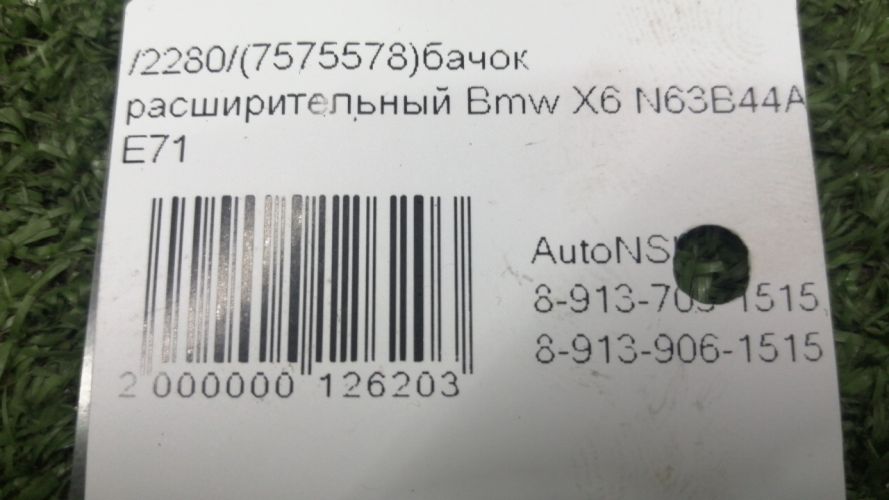 /2280/(7575578)бачок
расширительный Bmw X6 N63B44A
E71
2 000000 126203
8-913-906-1515